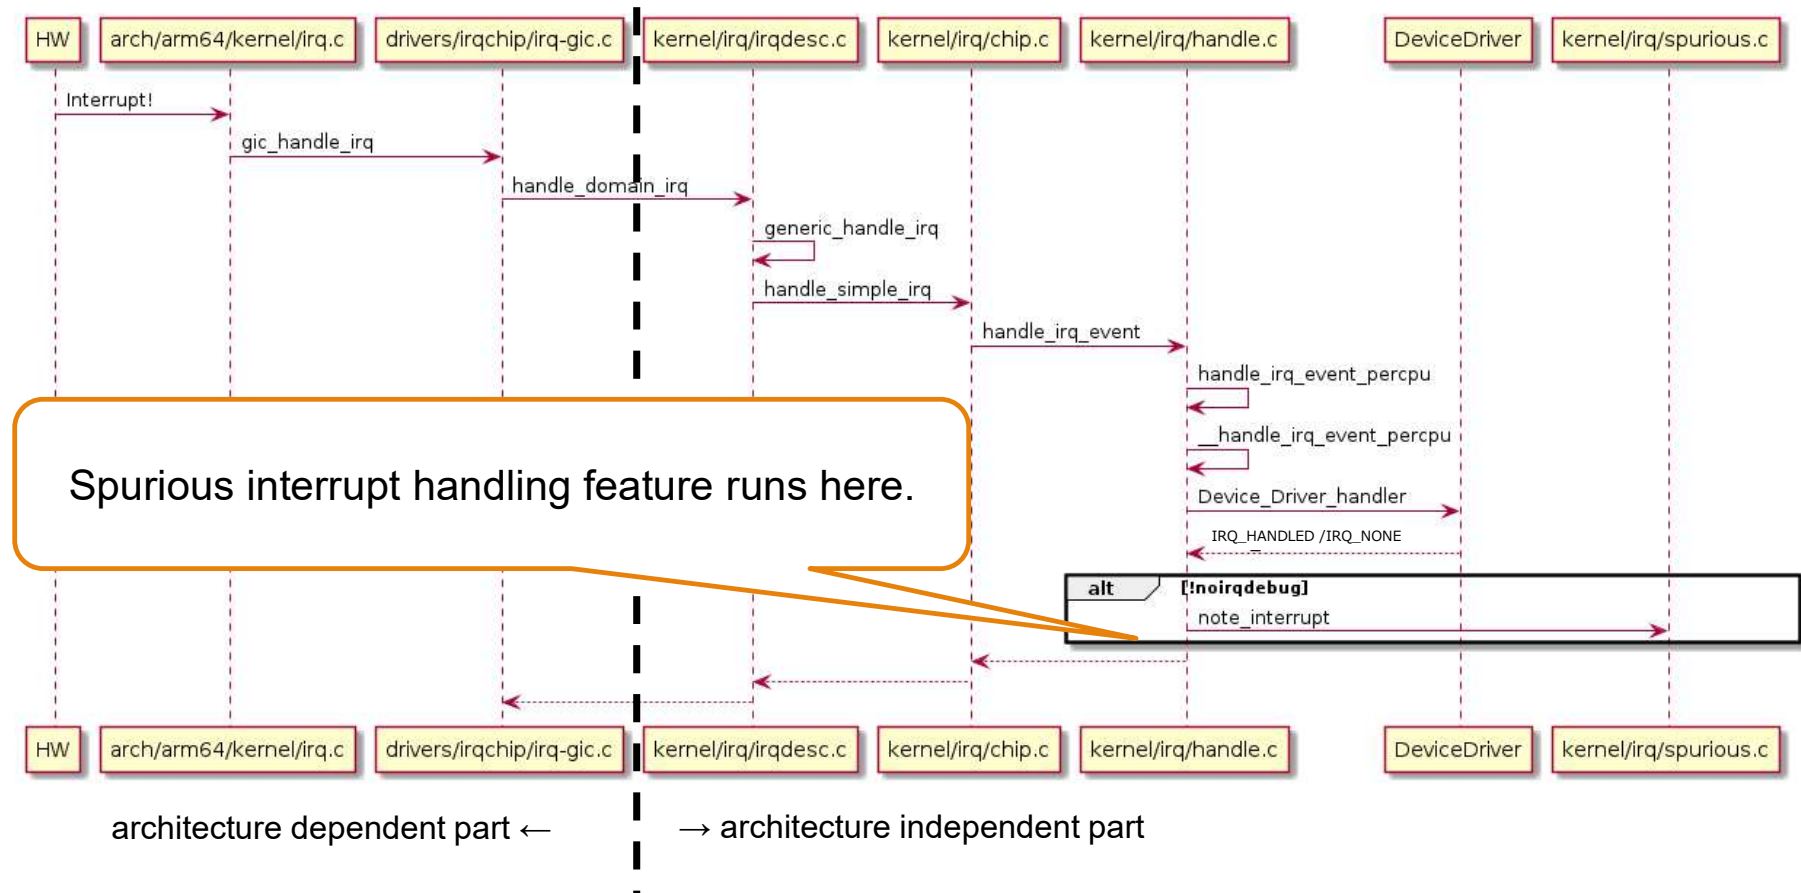 HW
arch/arm64/kernel/irq.c
drivers/irqchip/irq-gic.c
kernel/irq/irqdesc.c
kernel/irq/chip.c
kernel/irq/handle.c
DeviceDriver
kernel/irq/spurious.c
Interrupt!
gic_handle_irq
handle_domain_irq
generic_handle_irq
handle_simple_irq
handle_irq_event
handle_irq_event_percpu
__handle_irq_event_percpu
Spurious interrupt handling feature runs here.
Device_Driver_handler
IRQ_HANDLED /IRQ_NONE
alt
[!noirqdebug]
note_interrupt
HW
arch/arm64/kernel/irq.c
drivers/irqchip/irq-gic.c
kernel/irq/irqdesc.c
kernel/irq/chip.c
kernel/irq/handle.c
DeviceDriver
kernel/irq/spurious.c
architecture dependent part ←
→ architecture independent part